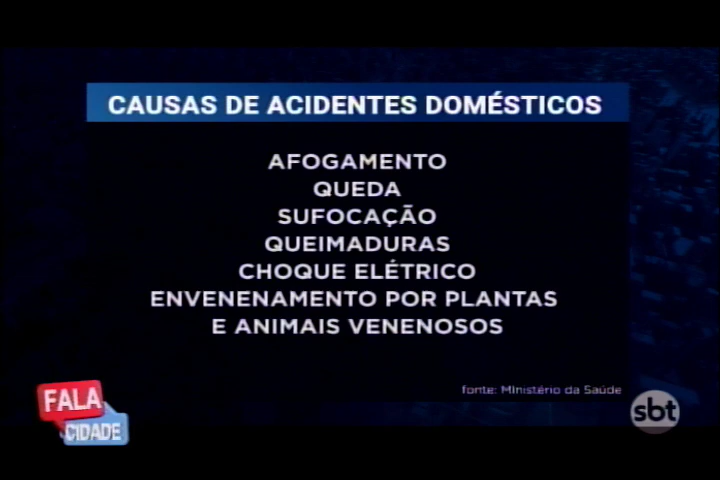 CAUSAS DE ACIDENTES DOMÉSTICOS
AFOGAMENTO
QUEDA
SUFOCAÇÃO
QUEIMADURAS
CHOQUE ELÉTRICO
ENVENENAMENTO POR PLANTAS
E ANIMAIS VENENOSOS
fonte: Ministério da Saúde
FALA
CIDADE
sbt